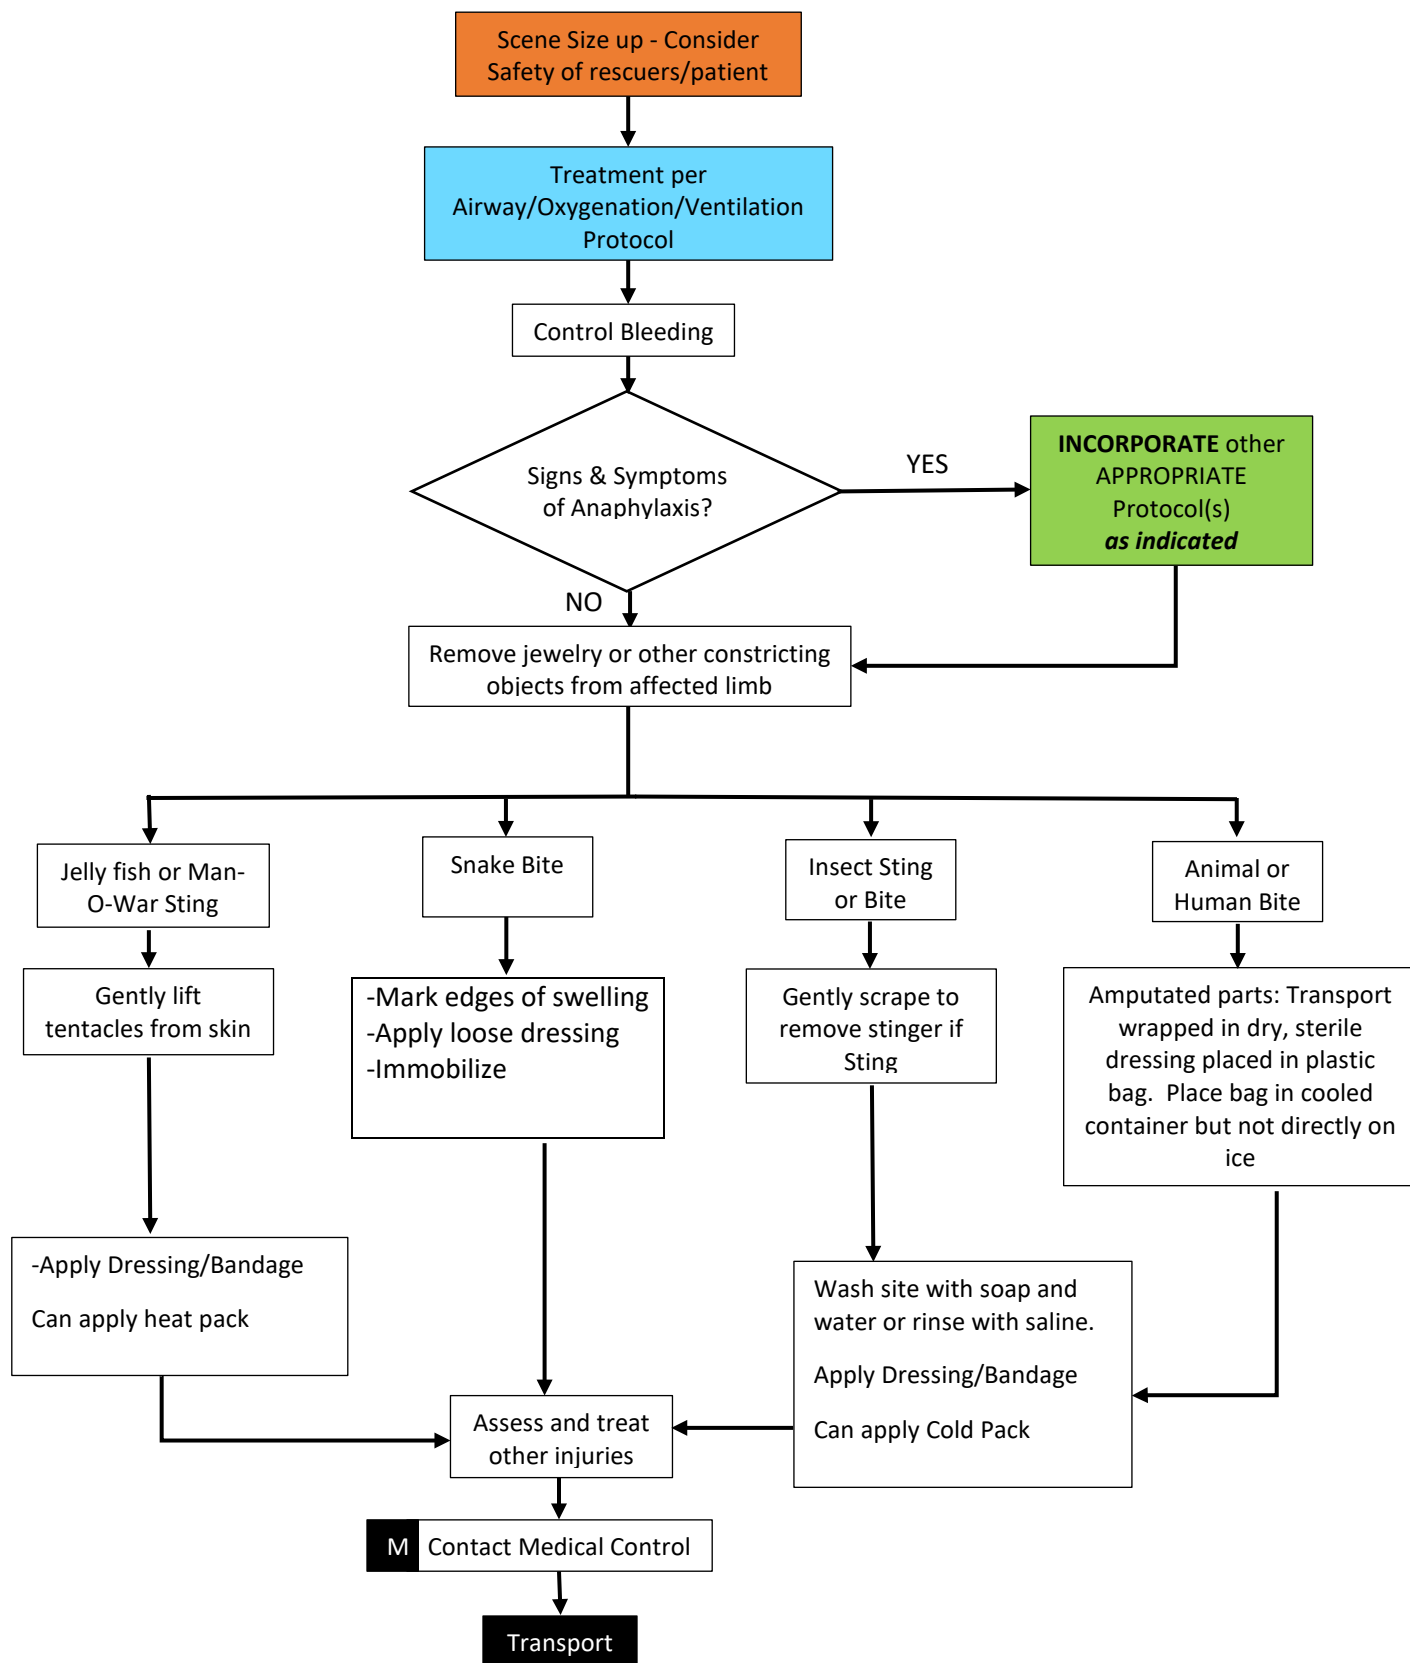 Scene Size up - Consider
Safety of rescuers/patient
Treatment per
Airway/Oxygenation/Ventilation
Protocol
Control Bleeding
Signs & Symptoms
of Anaphylaxis?
YES
INCORPORATE other
APPROPRIATE
Protocol(s)
as indicated
NO
Remove jewelry or other constricting
objects from affected limb
Jelly fish or Man-
O-War Sting
Snake Bite
Insect Sting
or Bite
Animal or
Human Bite
Gently lift
tentacles from skin
-Mark edges of swelling
-Apply loose dressing
-Immobilize
Gently scrape to
remove stinger if
Sting
Amputated parts: Transport
wrapped in dry, sterile
dressing placed in plastic
bag.  Place bag in cooled
container but not directly on
ice
-Apply Dressing/Bandage
Can apply heat pack
Wash site with soap and
water or rinse with saline.
Apply Dressing/Bandage
Can apply Cold Pack
Assess and treat
other injuries
M Contact Medical Control
Transport